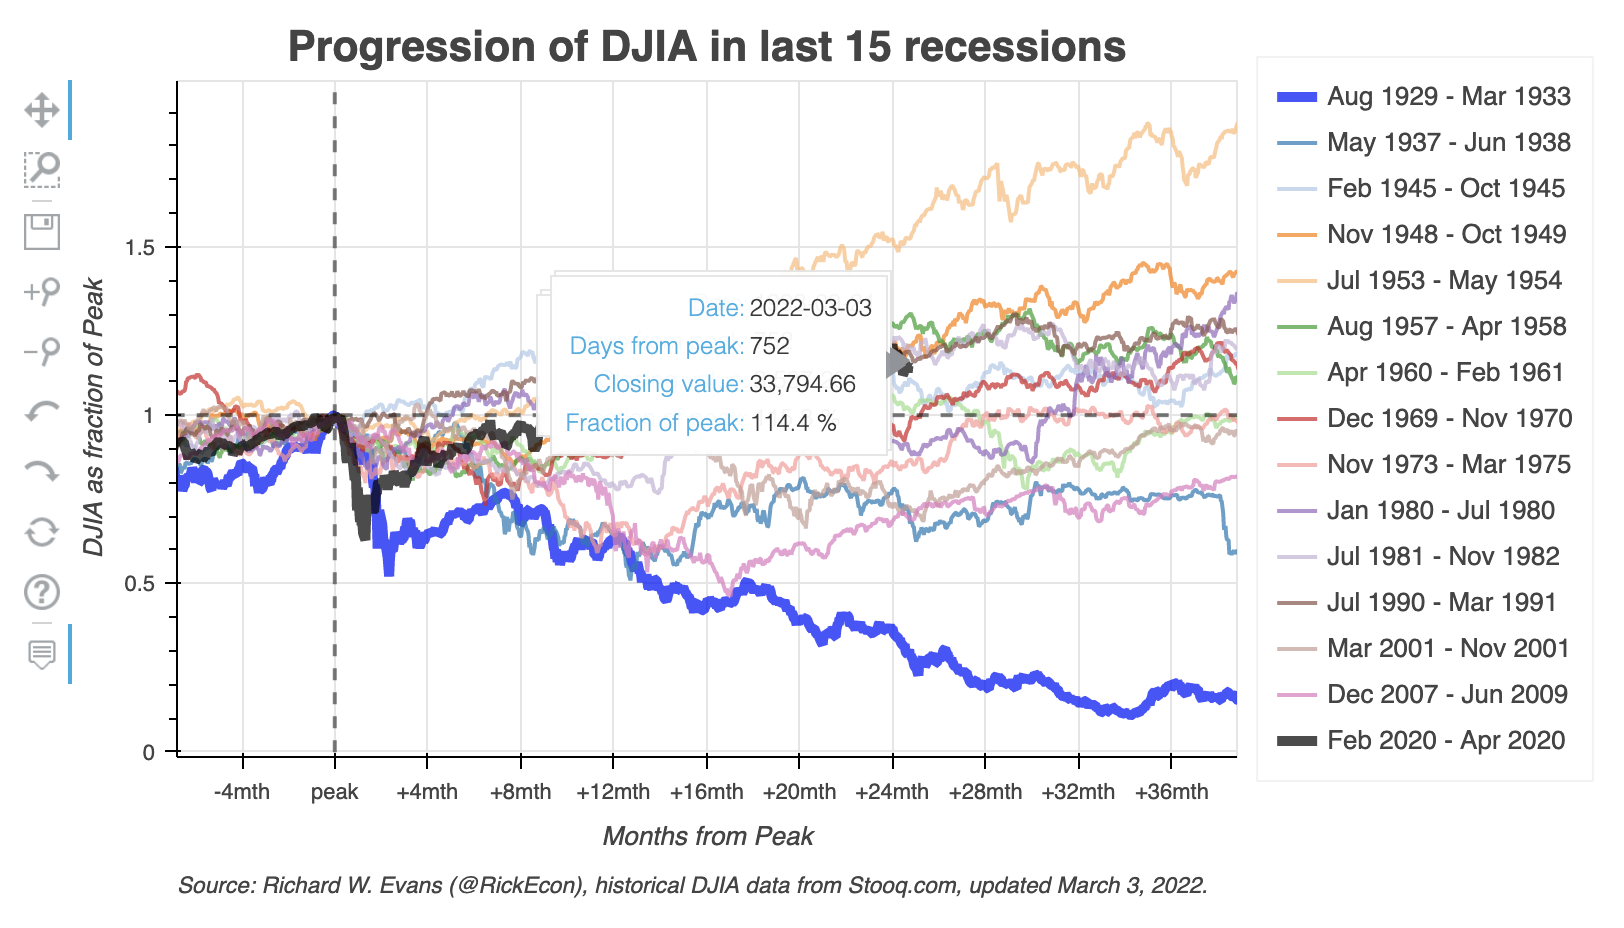 Progression of DJIA in last 15 recessions
DJIA as fraction of Peak
1.5
1
0.5
0
-4mth
peak
+4mth
+8mth
+12mth
+16mth
+20mth
+24mth
+28mth
+32mth
+36mth
Months from Peak
Date: 2022-03-03
Days from peak: 752
Closing value: 33,794.66
Fraction of peak: 114.4 %
Aug 1929 - Mar 1933
May 1937 - Jun 1938
Feb 1945 - Oct 1945
Nov 1948 - Oct 1949
Jul 1953 - May 1954
Aug 1957 - Apr 1958
Apr 1960 - Feb 1961
Dec 1969 - Nov 1970
Nov 1973 - Mar 1975
Jan 1980 - Jul 1980
Jul 1981 - Nov 1982
Jul 1990 - Mar 1991
Mar 2001 - Nov 2001
Dec 2007 - Jun 2009
Feb 2020 - Apr 2020
Source: Richard W. Evans (@RickEcon), historical DJIA data from Stooq.com, updated March 3, 2022.